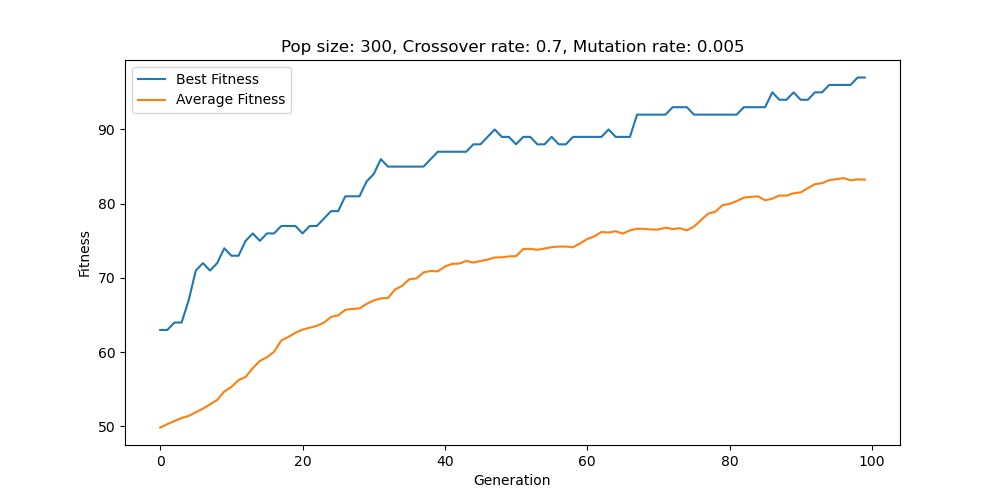 Pop size: 300, Crossover rate: 0.7, Mutation rate: 0.005
Best Fitness
Average Fitness
Fitness
90
80
70
60
50
0 20 40 60 80 100
Generation